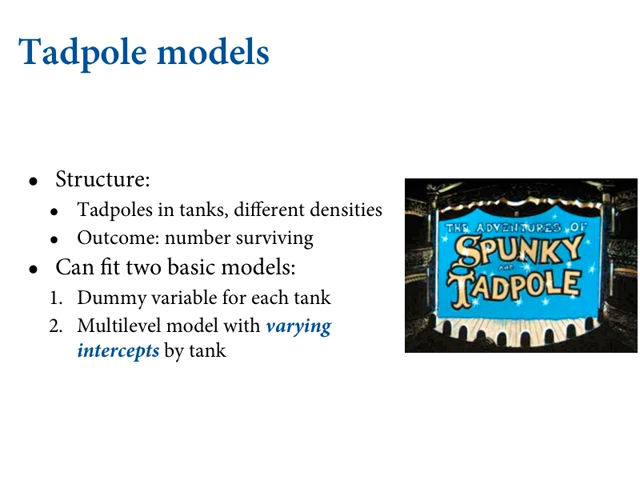 Tadpole models
• Structure:
• Tadpoles in tanks, different densities
• Outcome: number surviving
• Can fit two basic models:
1. Dummy variable for each tank
2. Multilevel model with varying
intercepts by tank
THE ADVENTURES OF
SPUNKY
AND
TADPOLE